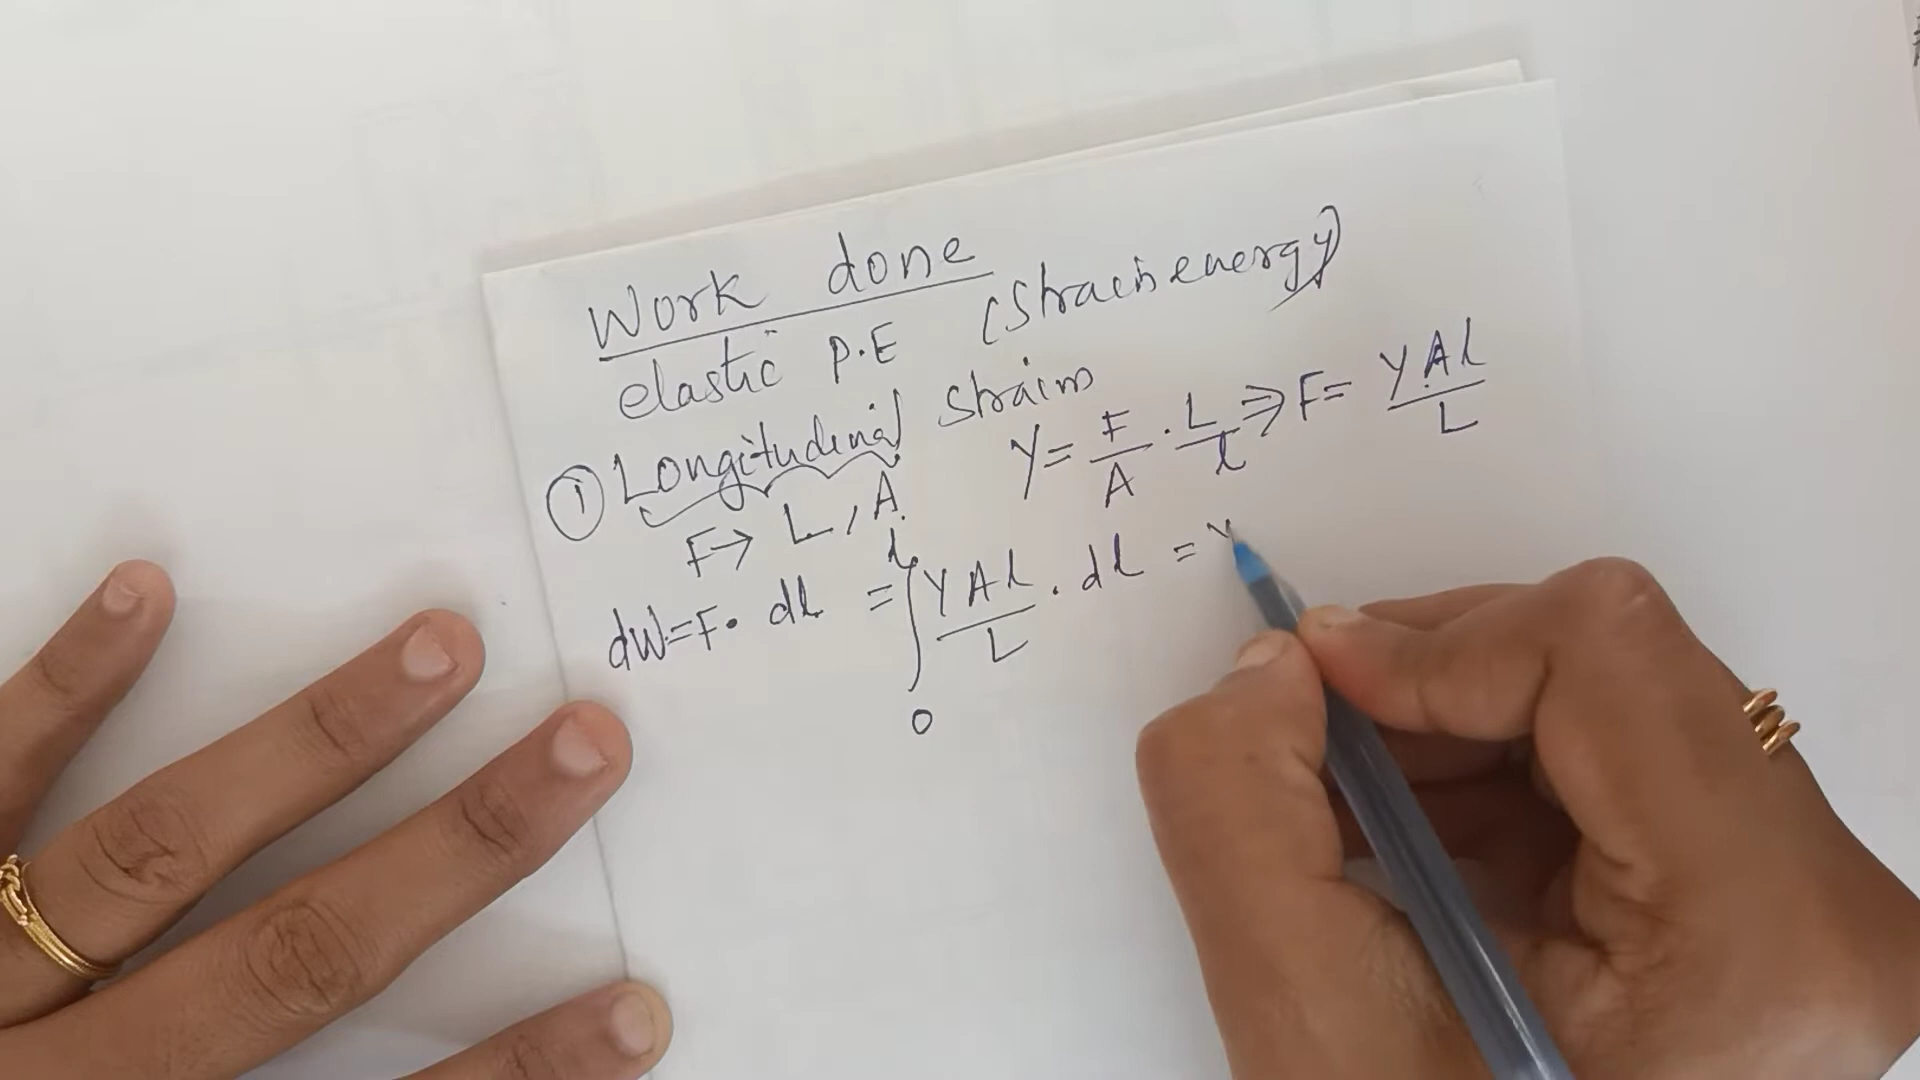 Work done
elastic P.E (Strain energy)
① Longitudinal Strain
F → L, A
Y = F/A . L/l ⇒ F = YAl/L
dW = F • dl = ∫₀ˡ YAl/L . dl = Y